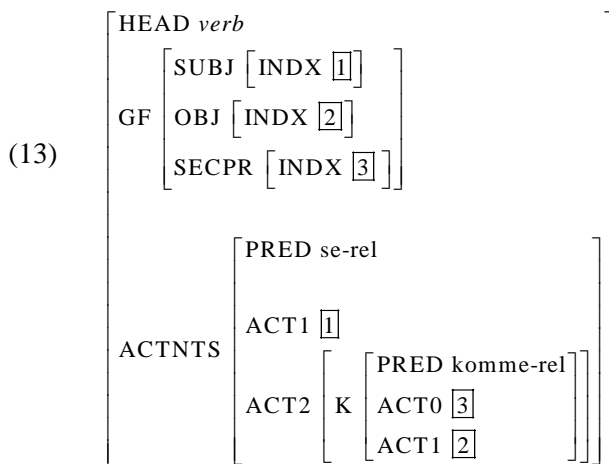 HEAD verb
SUBJ [INDX 1]
GF OBJ [INDX 2]
(13)
SECPR [INDX 3]
PRED se-rel
ACT1 1
ACTNTS
PRED komme-rel
ACT2 K ACT0 3
ACT1 2